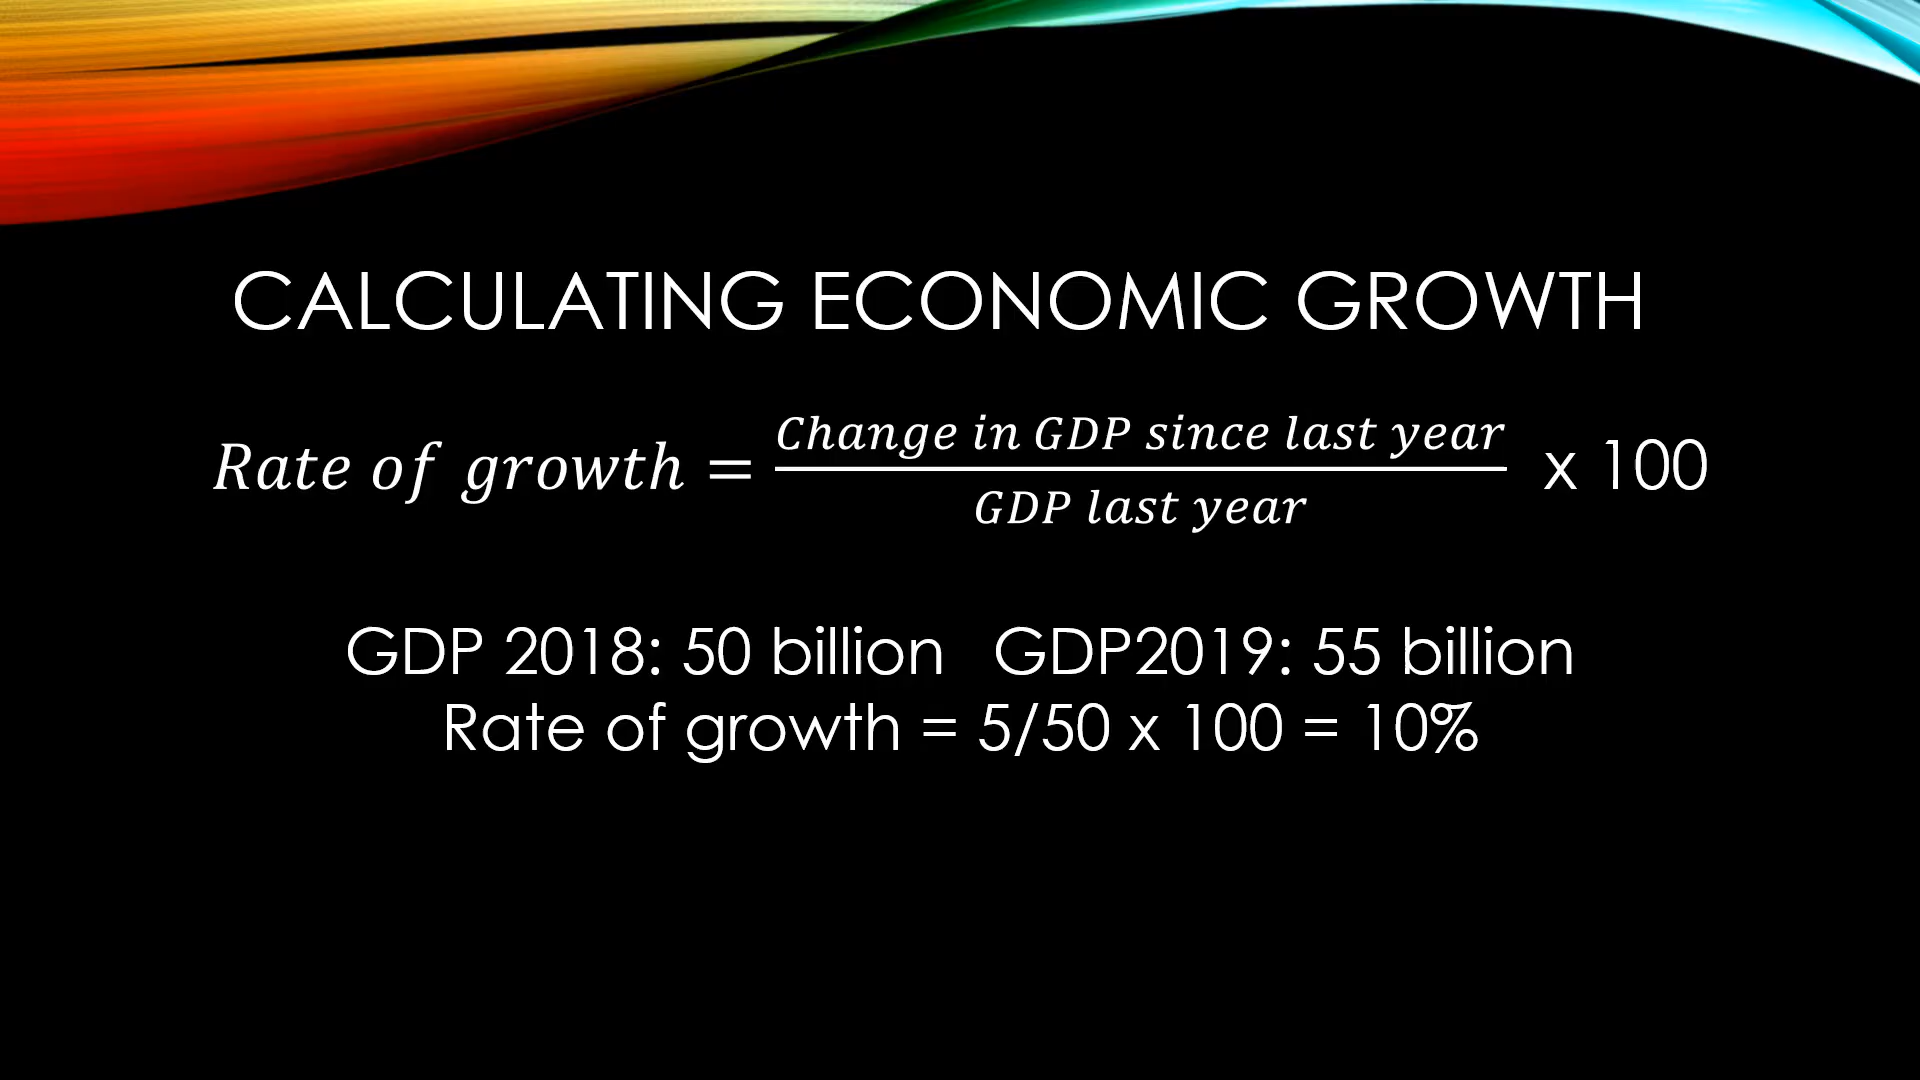 CALCULATING ECONOMIC GROWTH
Rate of growth = Change in GDP since last year / GDP last year x 100
GDP 2018: 50 billion GDP2019: 55 billion
Rate of growth = 5/50 x 100 = 10%